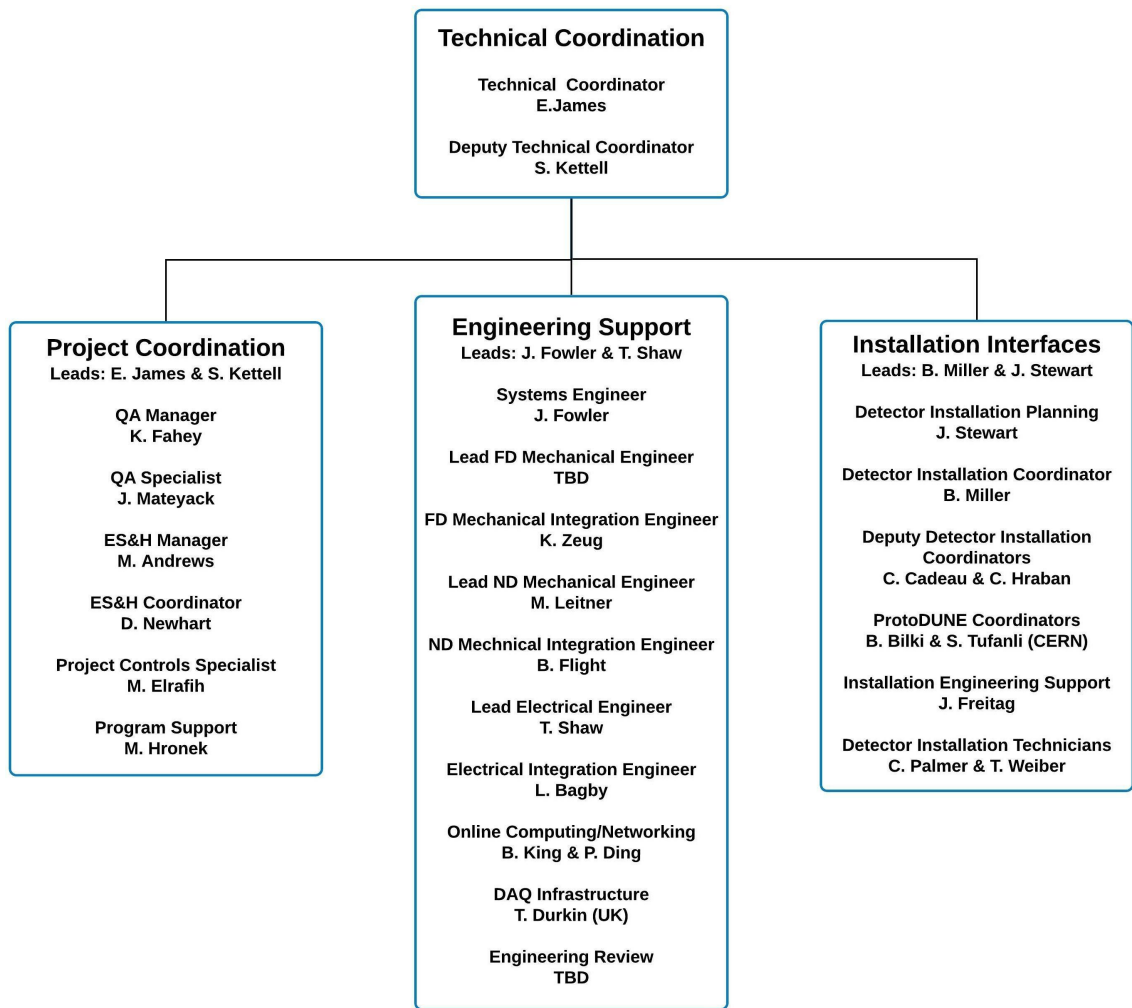 Technical Coordination
Technical Coordinator
E.James
Deputy Technical Coordinator
S. Kettell
Project Coordination
Leads: E. James & S. Kettell
QA Manager
K. Fahey
QA Specialist
J. Mateyack
ES&H Manager
M. Andrews
ES&H Coordinator
D. Newhart
Project Controls Specialist
M. Elrafih
Program Support
M. Hronek
Engineering Support
Leads: J. Fowler & T. Shaw
Systems Engineer
J. Fowler
Lead FD Mechanical Engineer
TBD
FD Mechanical Integration Engineer
K. Zeug
Lead ND Mechanical Engineer
M. Leitner
ND Mechnical Integration Engineer
B. Flight
Lead Electrical Engineer
T. Shaw
Electrical Integration Engineer
L. Bagby
Online Computing/Networking
B. King & P. Ding
DAQ Infrastructure
T. Durkin (UK)
Engineering Review
TBD
Installation Interfaces
Leads: B. Miller & J. Stewart
Detector Installation Planning
J. Stewart
Detector Installation Coordinator
B. Miller
Deputy Detector Installation
Coordinators
C. Cadeau & C. Hraban
ProtoDUNE Coordinators
B. Bilki & S. Tufanli (CERN)
Installation Engineering Support
J. Freitag
Detector Installation Technicians
C. Palmer & T. Weiber